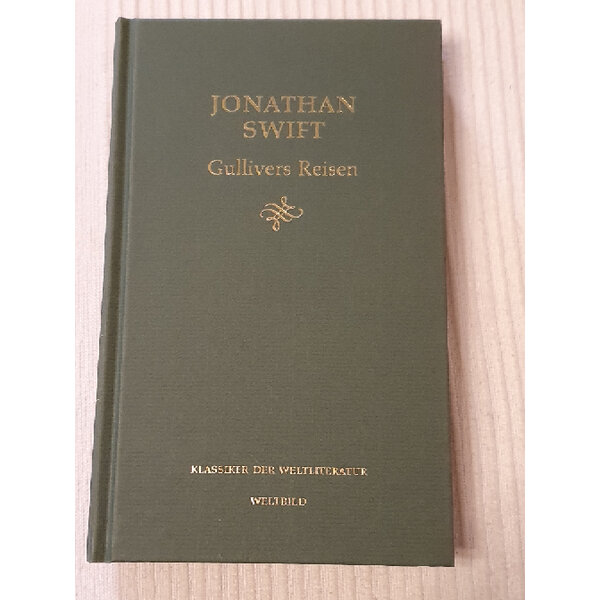 JONATHAN
SWIFT
Gullivers Reisen
KLASSIKER DER WELTLITERATUR
WELTBILD